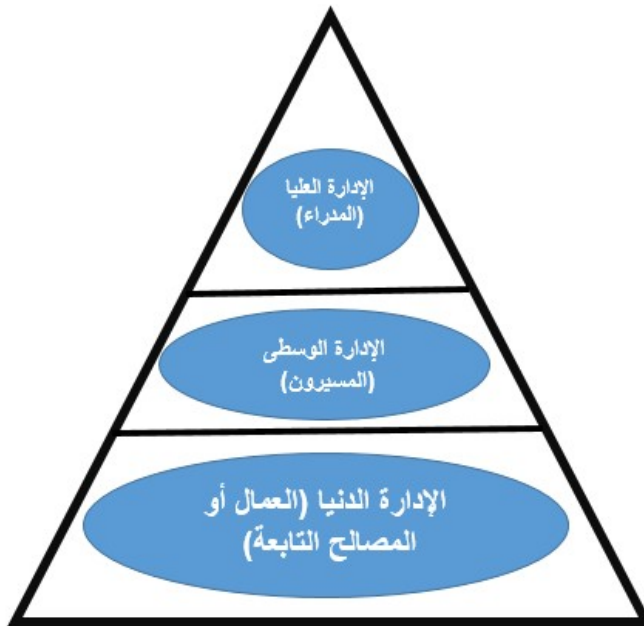 الإدارة العليا
(المدراء)
الإدارة الوسطى
(المسيرون)
الإدارة الدنيا (العمال أو
المصالح التابعة)